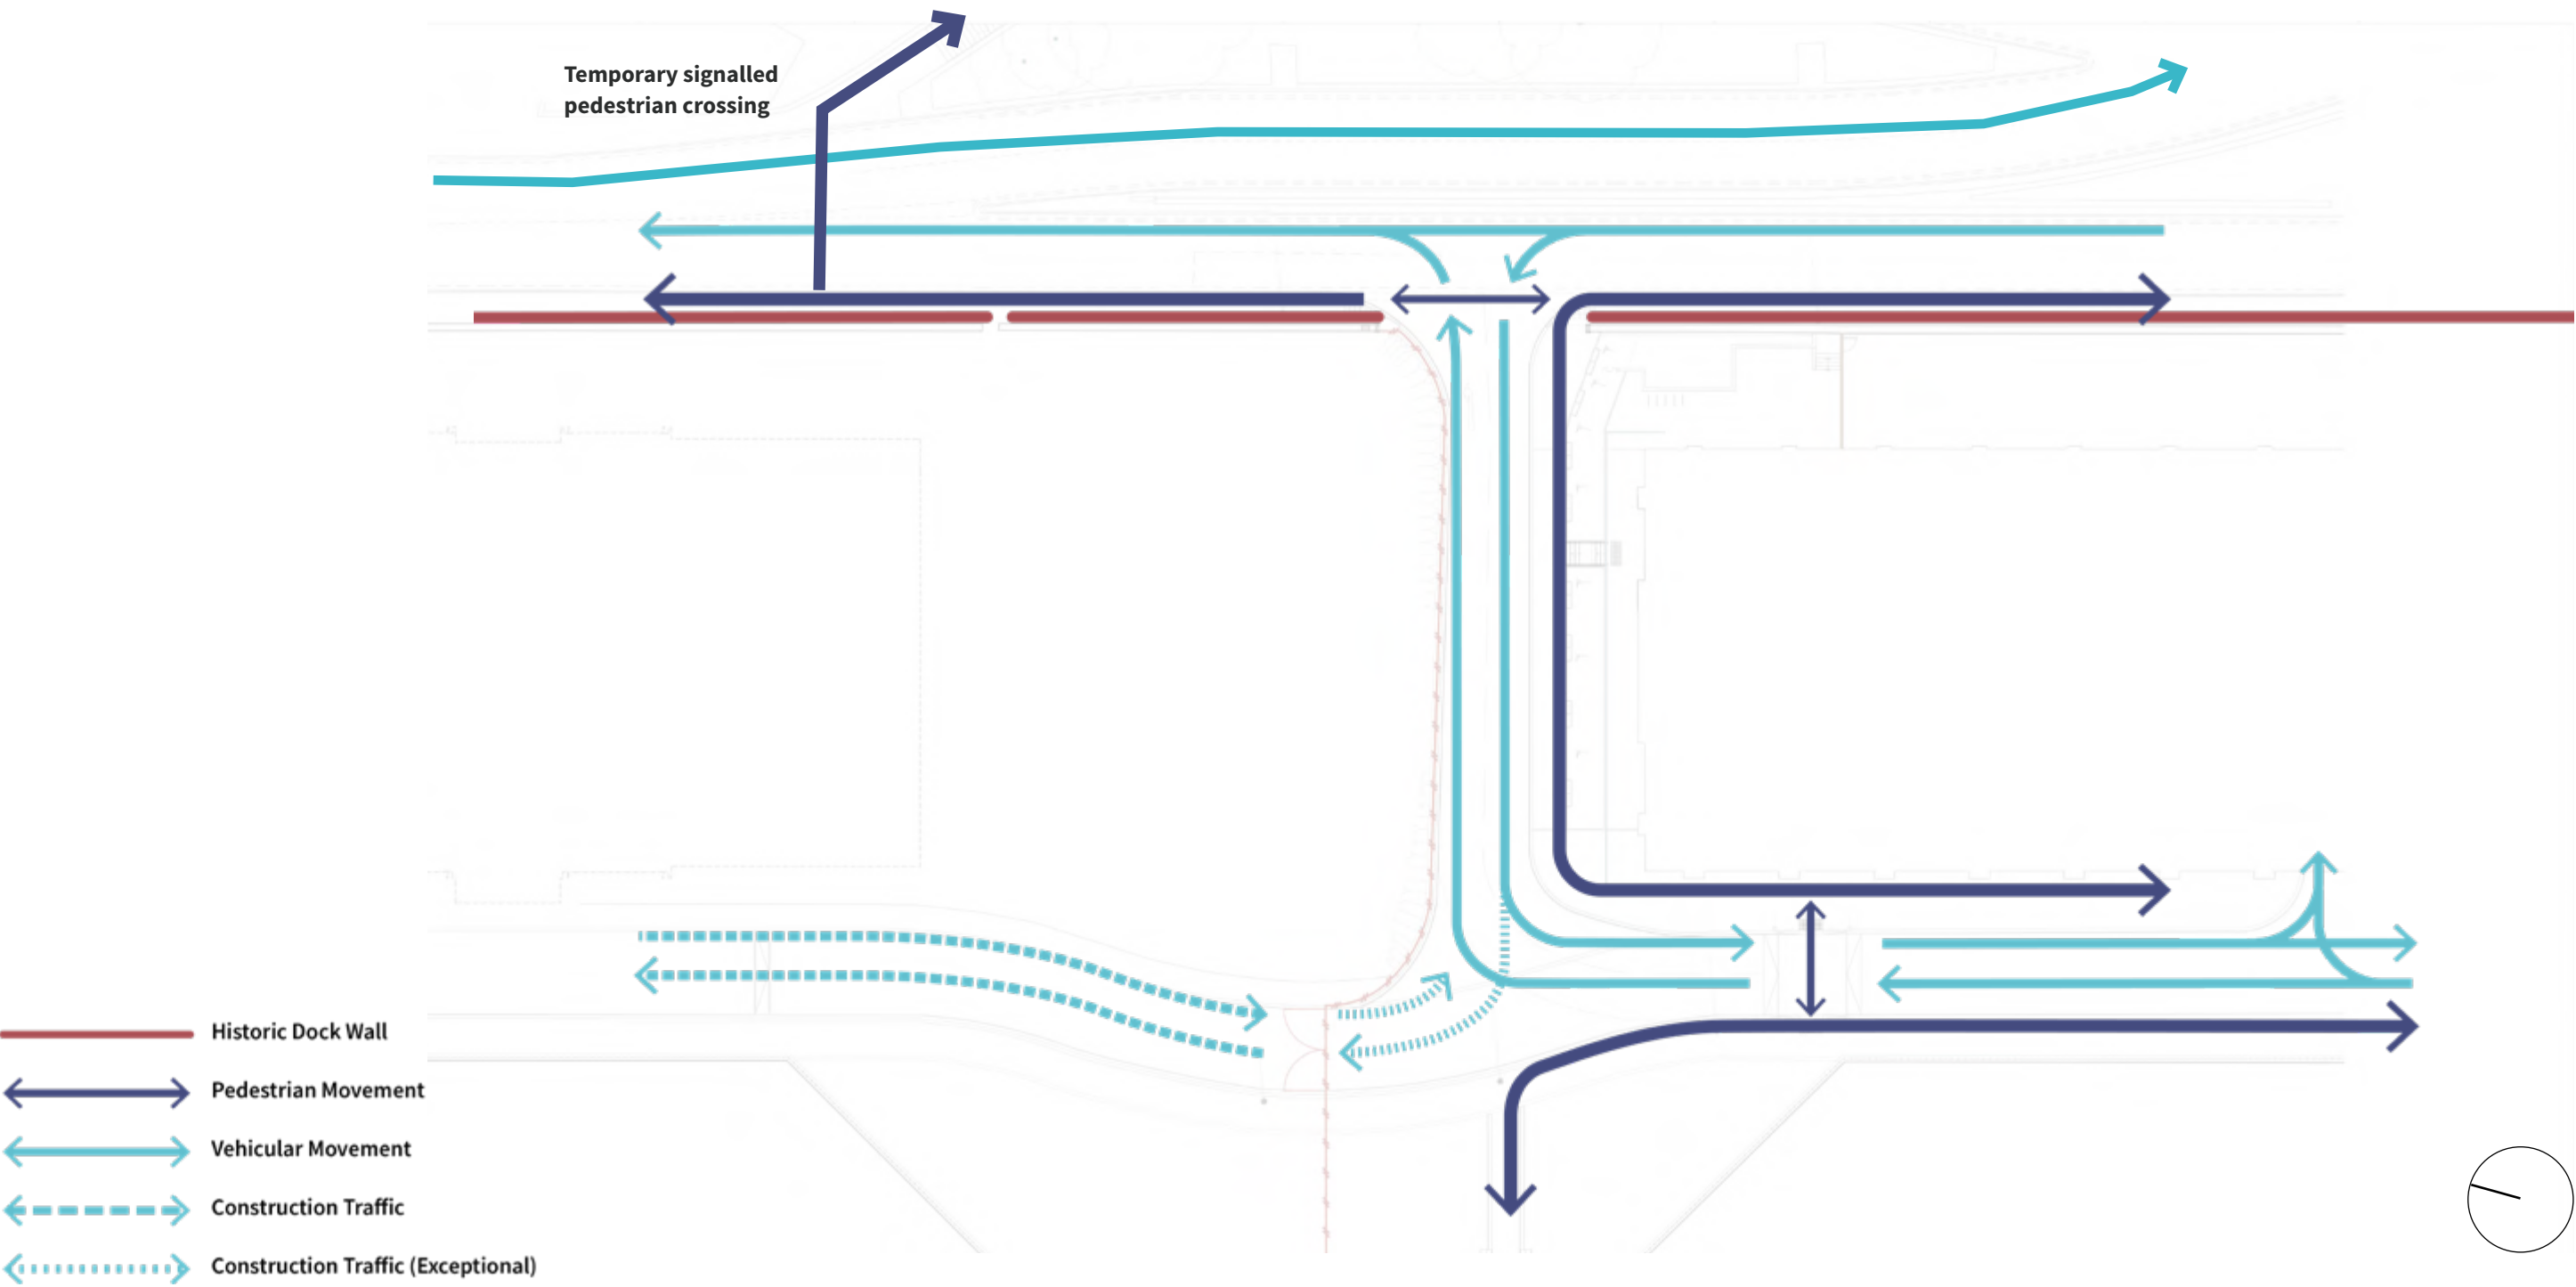 Temporary signalled
pedestrian crossing
Historic Dock Wall
Pedestrian Movement
Vehicular Movement
Construction Traffic
Construction Traffic (Exceptional)